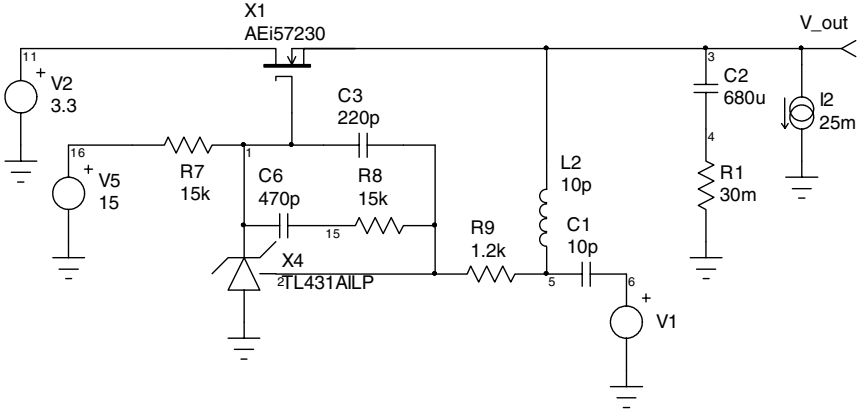 X1
AEi57230
V_out
11
V2
3.3
3
C2
680u
I2
25m
C3
220p
16
R7
15k
1
V5
15
C6
470p
R8
15k
15
L2
10p
4
R1
30m
R9
1.2k
C1
10p
X4
2
TL431AILP
5
6
V1